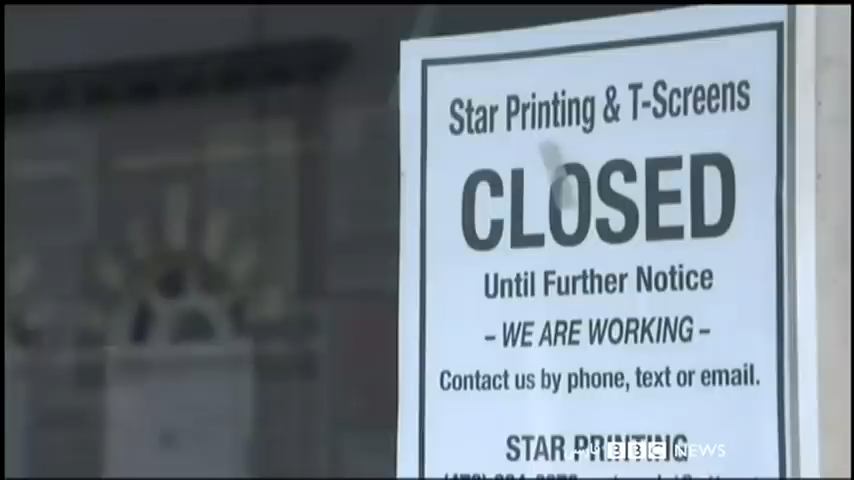 Star Printing & T-Screens
CLOSED
Until Further Notice
– WE ARE WORKING –
Contact us by phone, text or email.
STAR PRINTING
فارسی BBC NEWS